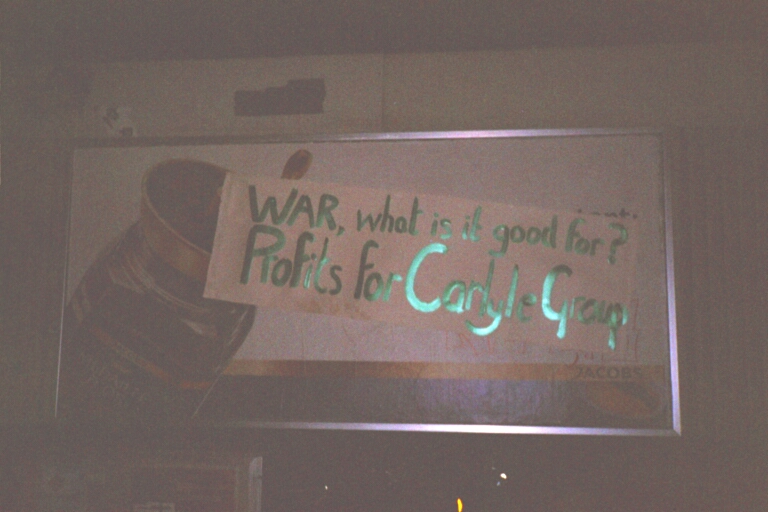 WAR, what is it good for?
Profits for Carlyle Group
JACOBS